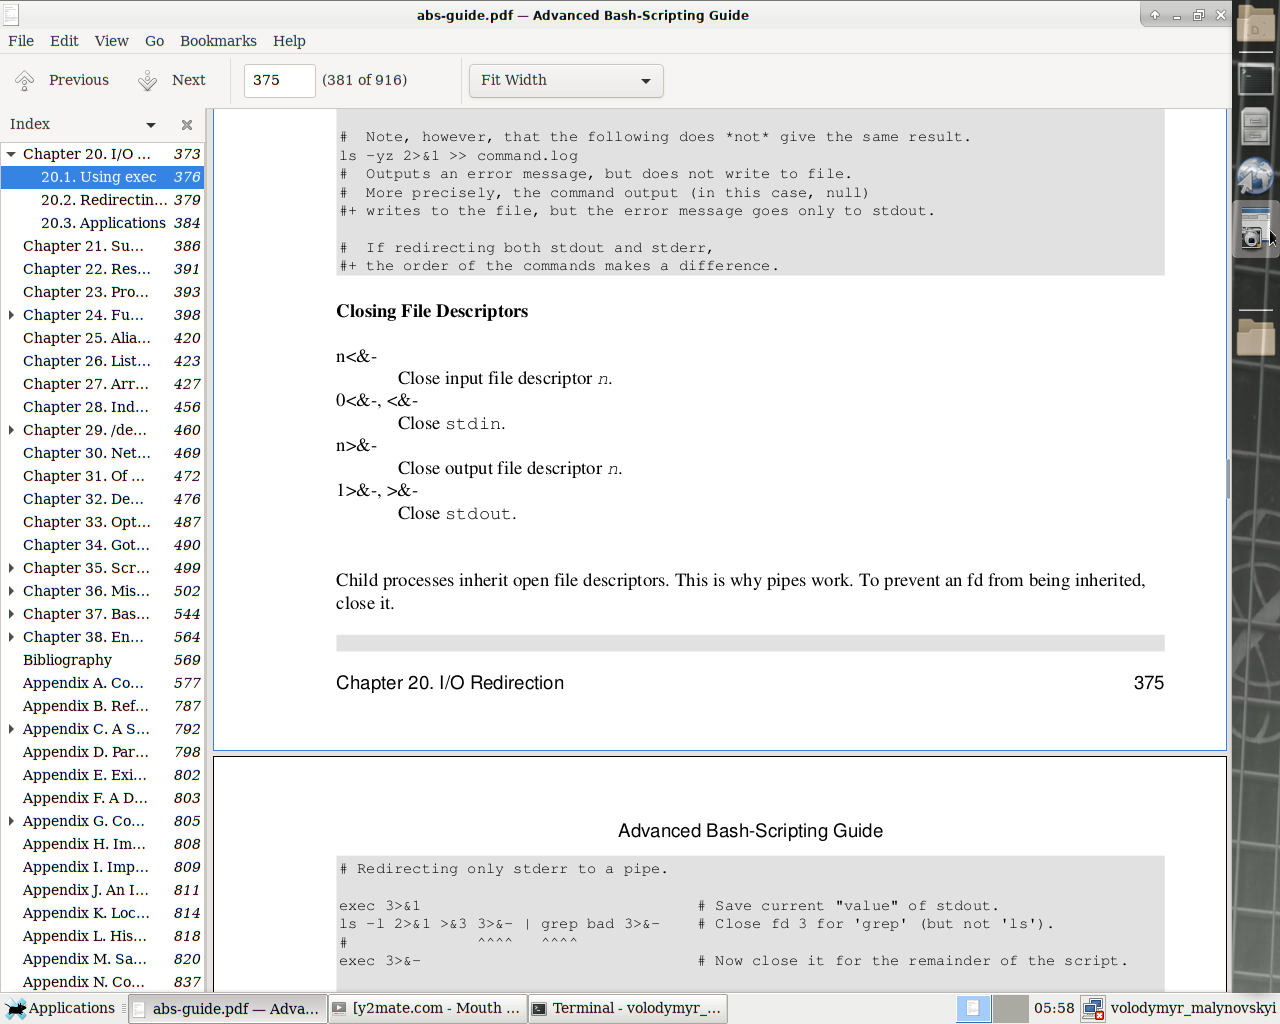 abs-guide.pdf — Advanced Bash-Scripting Guide
File Edit View Go Bookmarks Help
Previous Next 375 (381 of 916) Fit Width
Index
Chapter 20. I/O ... 373
20.1. Using exec 376
20.2. Redirectin... 379
20.3. Applications 384
Chapter 21. Su... 386
Chapter 22. Res... 391
Chapter 23. Pro... 393
Chapter 24. Fu... 398
Chapter 25. Alia... 420
Chapter 26. List... 423
Chapter 27. Arr... 427
Chapter 28. Ind... 456
Chapter 29. /de... 460
Chapter 30. Net... 469
Chapter 31. Of ... 472
Chapter 32. De... 476
Chapter 33. Opt... 487
Chapter 34. Got... 490
Chapter 35. Scr... 499
Chapter 36. Mis... 502
Chapter 37. Bas... 544
Chapter 38. En... 564
Bibliography 569
Appendix A. Co... 577
Appendix B. Ref... 787
Appendix C. A S... 792
Appendix D. Par... 798
Appendix E. Exi... 802
Appendix F. A D... 803
Appendix G. Co... 805
Appendix H. Im... 808
Appendix I. Imp... 809
Appendix J. An I... 811
Appendix K. Loc... 814
Appendix L. His... 818
Appendix M. Sa... 820
Appendix N. Co... 837
#  Note, however, that the following does *not* give the same result.
ls -yz 2>&1 >> command.log
#  Outputs an error message, but does not write to file.
#  More precisely, the command output (in this case, null)
#+ writes to the file, but the error message goes only to stdout.
#  If redirecting both stdout and stderr,
#+ the order of the commands makes a difference.
Closing File Descriptors
n<&-
Close input file descriptor n.
0<&-, <&-
Close stdin.
n>&-
Close output file descriptor n.
1>&-, >&-
Close stdout.
Child processes inherit open file descriptors. This is why pipes work. To prevent an fd from being inherited,
close it.
Chapter 20. I/O Redirection 375
Advanced Bash-Scripting Guide
# Redirecting only stderr to a pipe.
exec 3>&1                              # Save current "value" of stdout.
ls -l 2>&1 >&3 3>&- | grep bad 3>&-    # Close fd 3 for 'grep' (but not 'ls').
#              ^^^^   ^^^^
exec 3>&-                              # Now close it for the remainder of the script.
Applications abs-guide.pdf — Adva... [y2mate.com - Mouth ... Terminal - volodymyr_... 05:58 volodymyr_malynovskyi